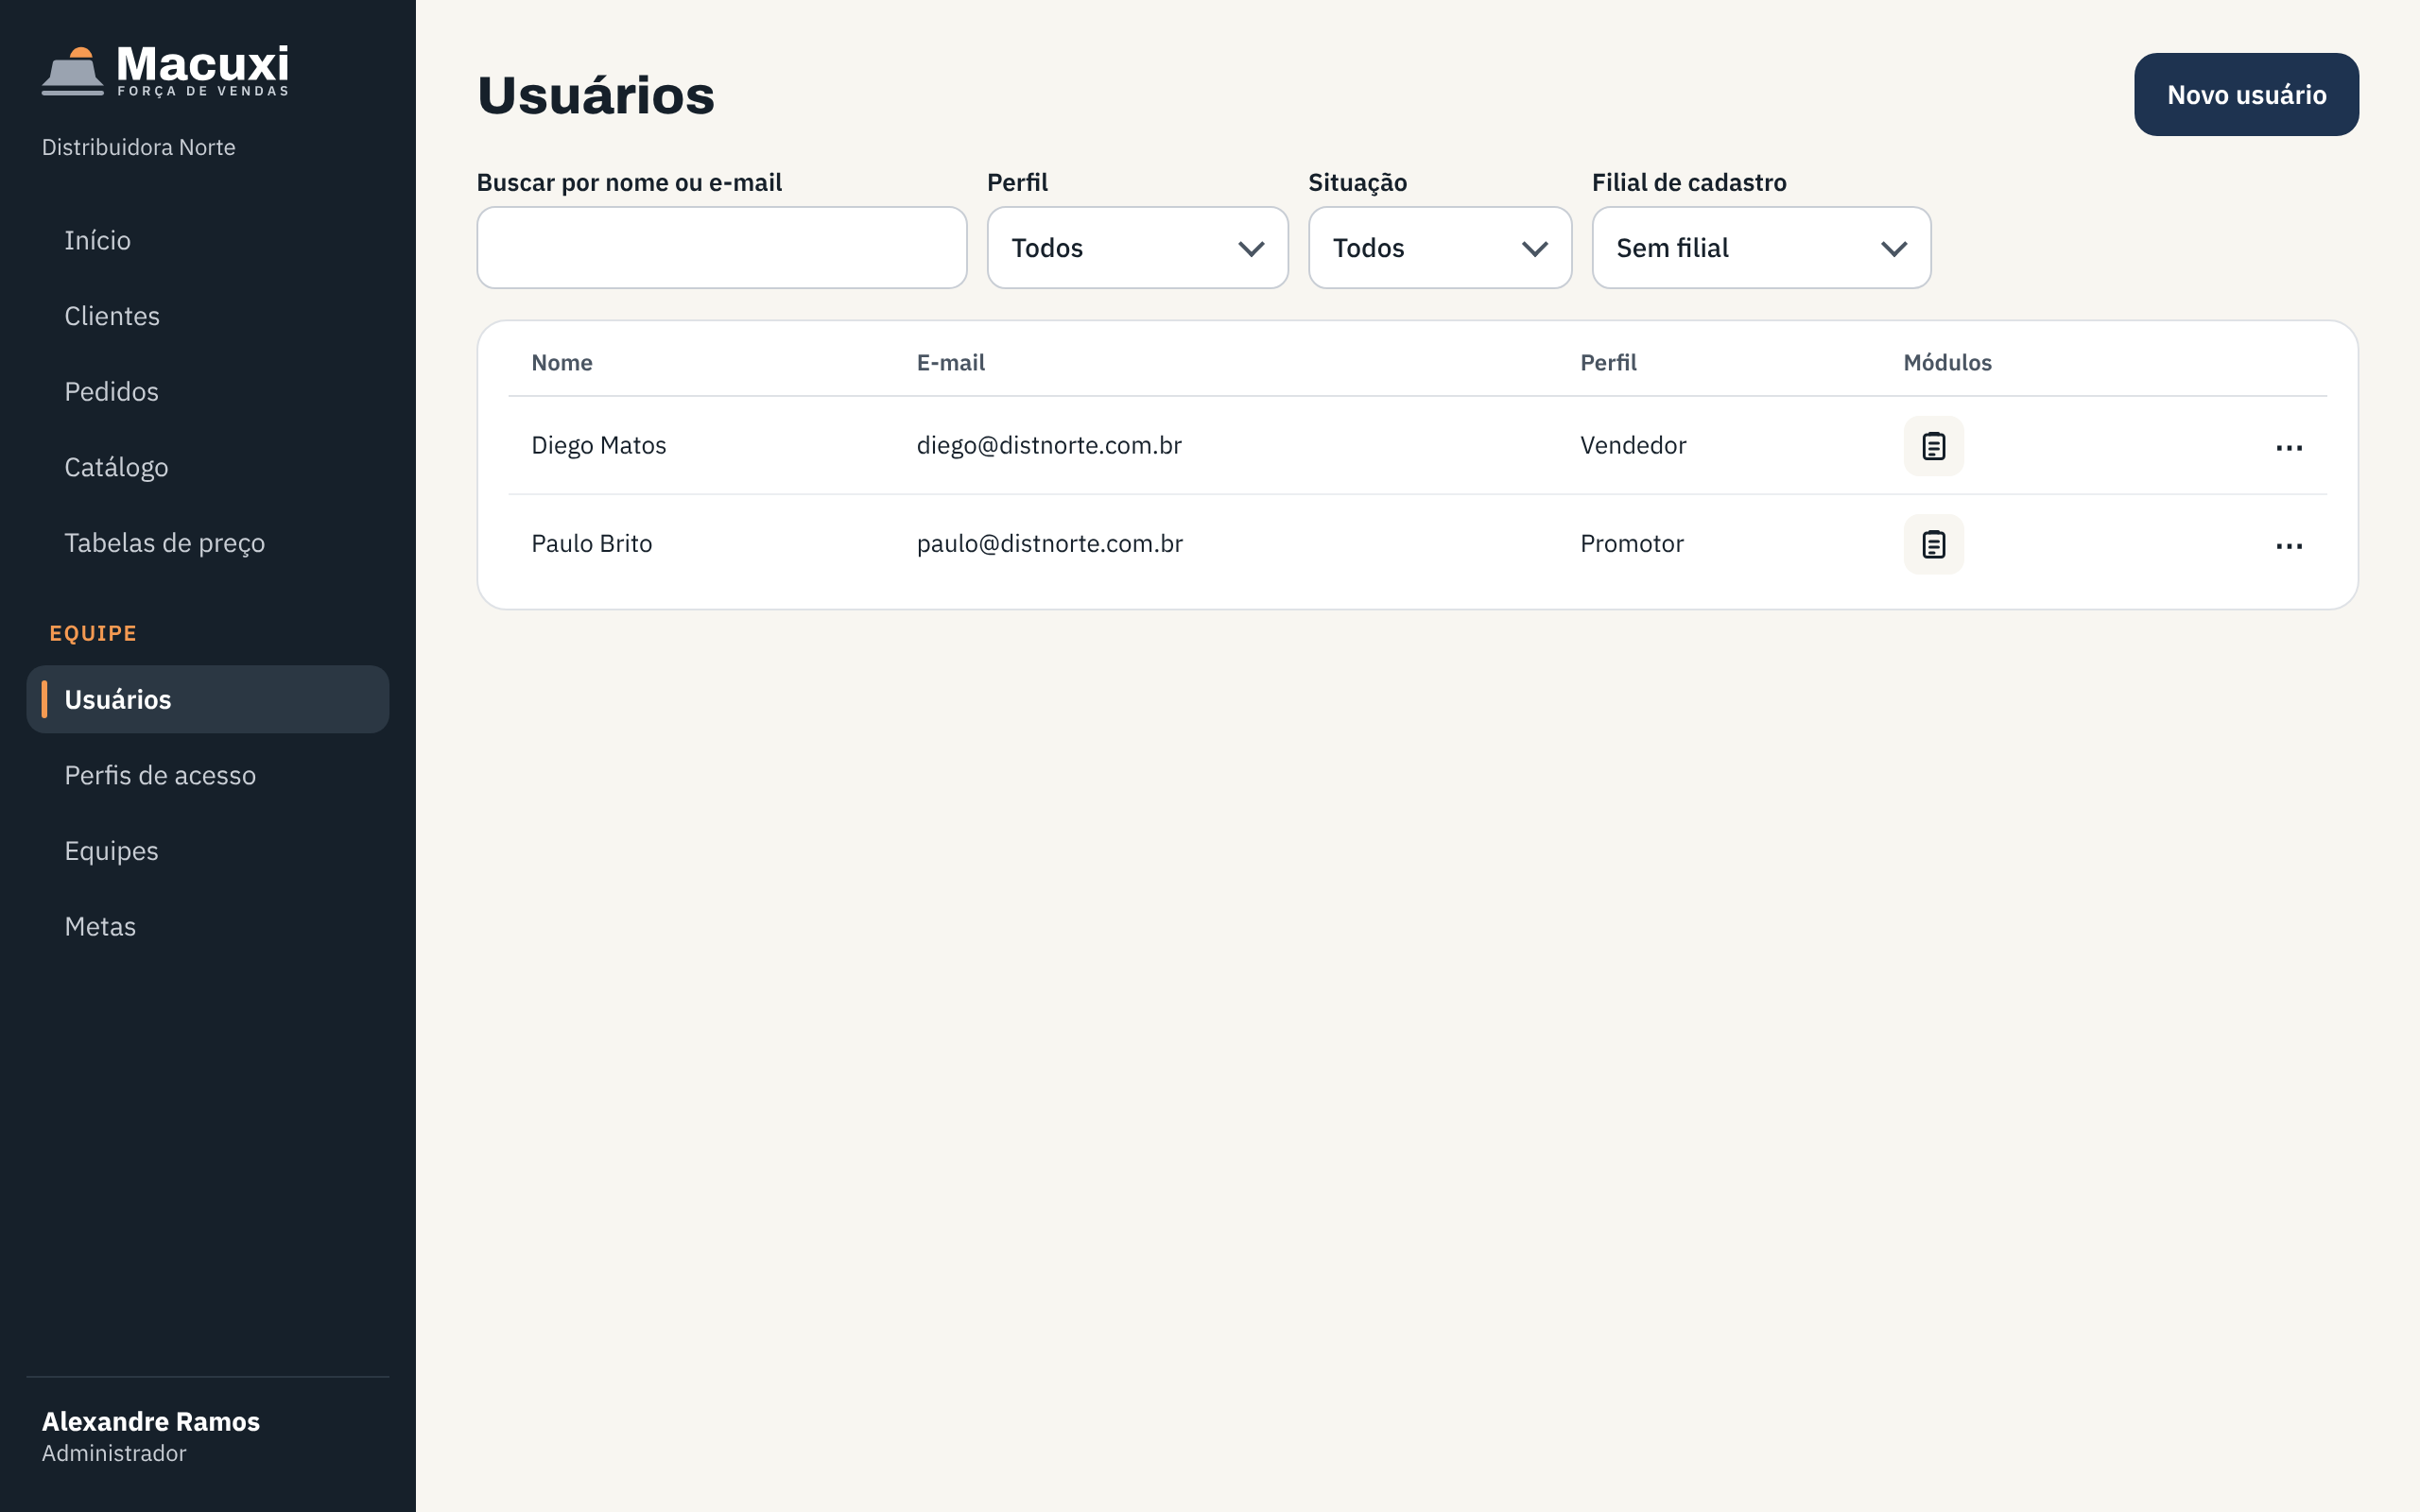 Macuxi
FORÇA DE VENDAS
Distribuidora Norte
Início
Clientes
Pedidos
Catálogo
Tabelas de preço
EQUIPE
Usuários
Perfis de acesso
Equipes
Metas
Alexandre Ramos
Administrador
Usuários
Novo usuário
Buscar por nome ou e-mail
Perfil
Situação
Filial de cadastro
Todos
Todos
Sem filial
Nome E-mail Perfil Módulos
Diego Matos diego@distnorte.com.br Vendedor ...
Paulo Brito paulo@distnorte.com.br Promotor ...